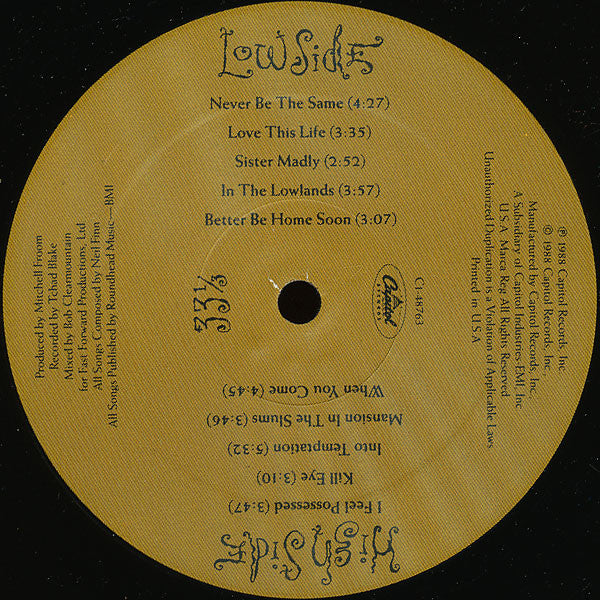 Low Side
Never Be The Same (4:27)
Love This Life (3:35)
Sister Madly (2:52)
In The Lowlands (3:57)
Better Be Home Soon (3:07)
Produced by Mitchell Froom
Recorded by Tchad Blake
Mixed by Bob Clearmountain
for Fast Forward Productions, Ltd
All Songs Composed by Neil Finn
All Songs Published by Roundhead Music—BMI
33⅓
Capitol
RECORDS
C1-48763
℗ 1988 Capitol Records, Inc
© 1988 Capitol Records, Inc
Manufactured by Capitol Records, Inc,
A Subsidiary of Capitol Industries-EMI, Inc
U S A Marca Reg All Rights Reserved
Unauthorized Duplication is a Violation of Applicable Laws
Printed in U S A
High Side
I Feel Possessed (3:47)
Kill Eye (3:10)
Into Temptation (5:32)
Mansion In The Slums (3:46)
When You Come (4:45)